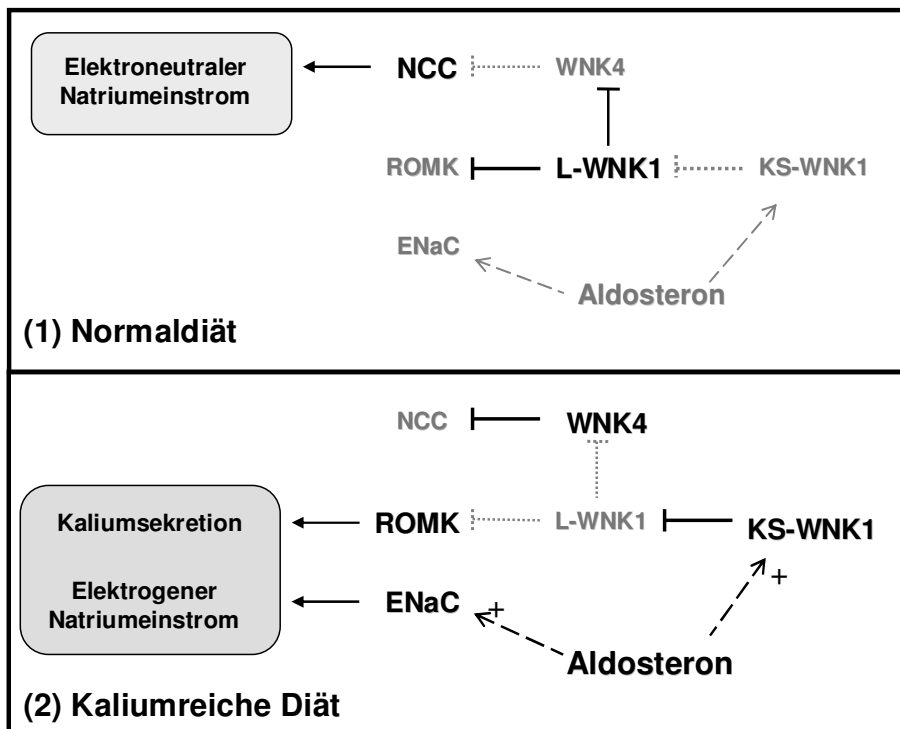 Elektroneutraler
Natriumeinstrom
NCC
WNK4
ROMK
L-WNK1
KS-WNK1
ENaC
Aldosteron
(1) Normaldiät
NCC
WNK4
Kaliumsekretion
ROMK
L-WNK1
KS-WNK1
+
Elektrogener
Natriumeinstrom
ENaC
+
Aldosteron
(2) Kaliumreiche Diät